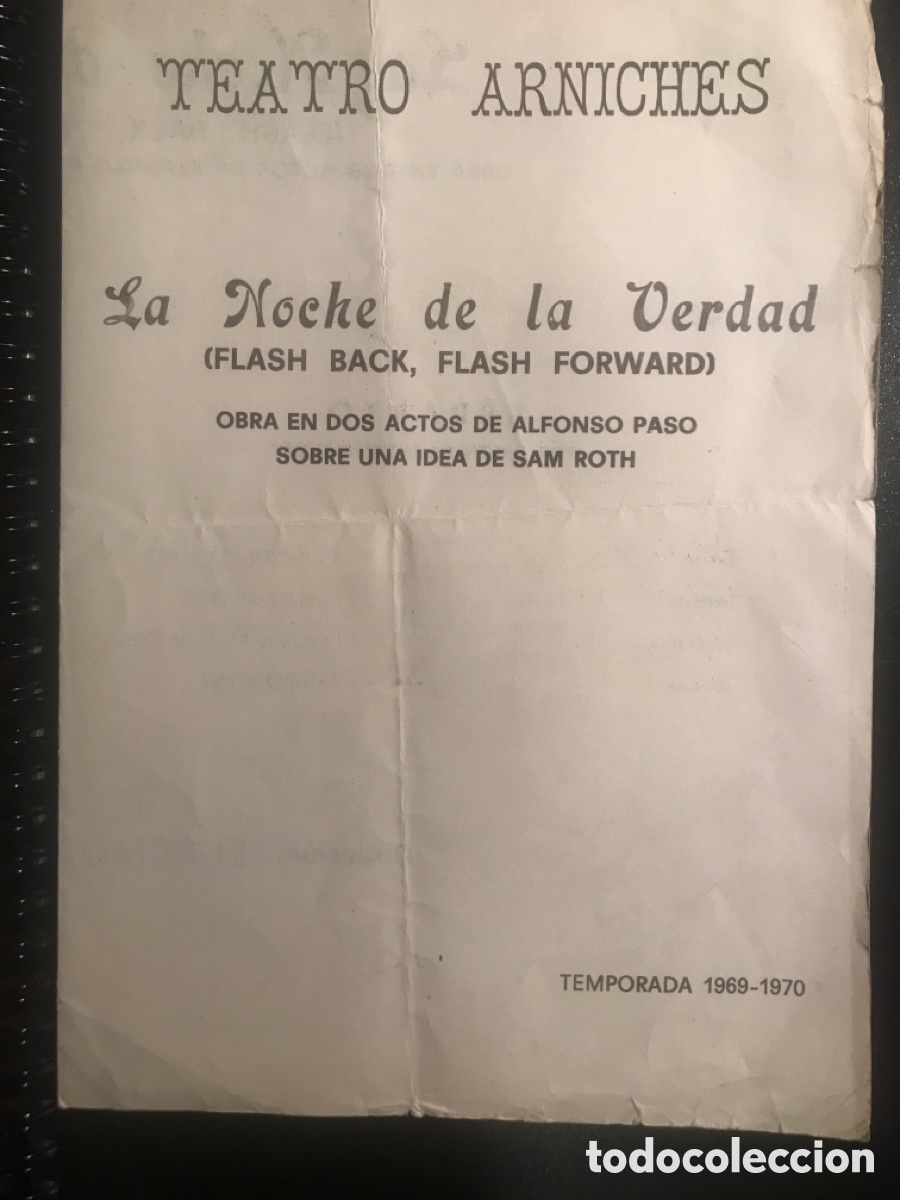 TEATRO ARNICHES
La Noche de la Verdad
(FLASH BACK, FLASH FORWARD)
OBRA EN DOS ACTOS DE ALFONSO PASO
SOBRE UNA IDEA DE SAM ROTH
TEMPORADA 1969-1970
todocoleccion